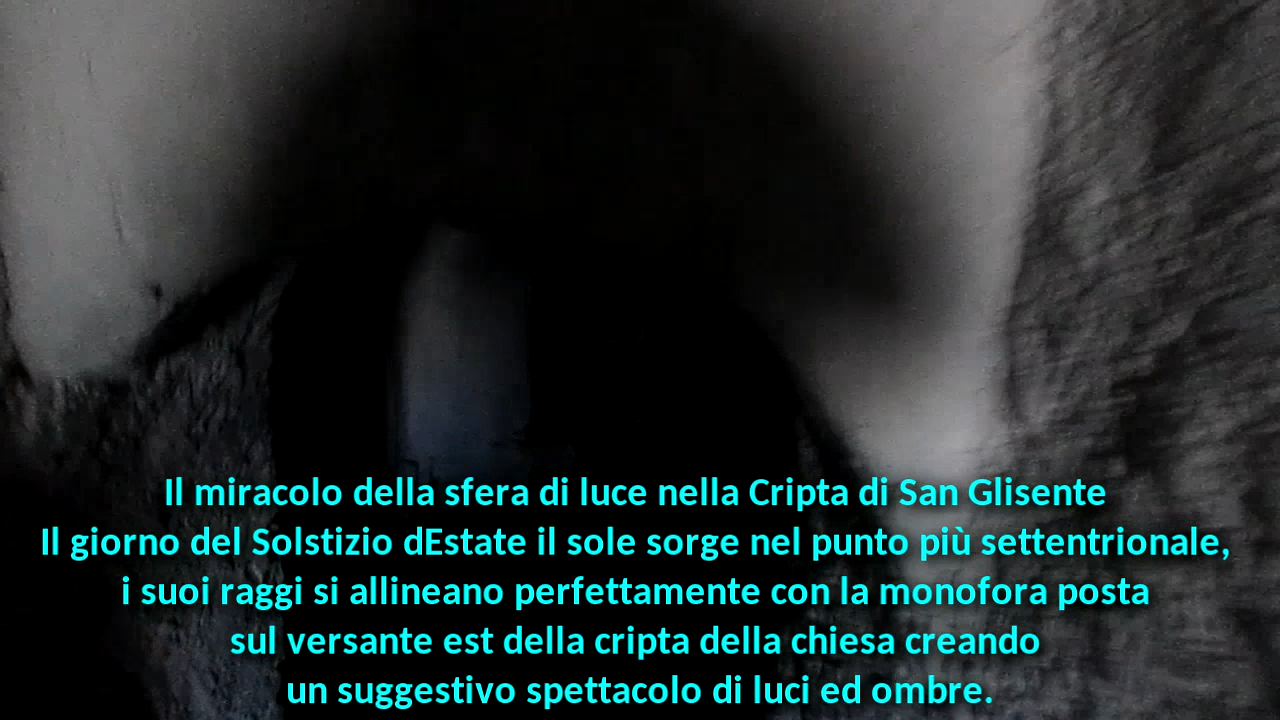 Il miracolo della sfera di luce nella Cripta di San Glisente
Il giorno del Solstizio dEstate il sole sorge nel punto più settentrionale,
i suoi raggi si allineano perfettamente con la monofora posta
sul versante est della cripta della chiesa creando
un suggestivo spettacolo di luci ed ombre.